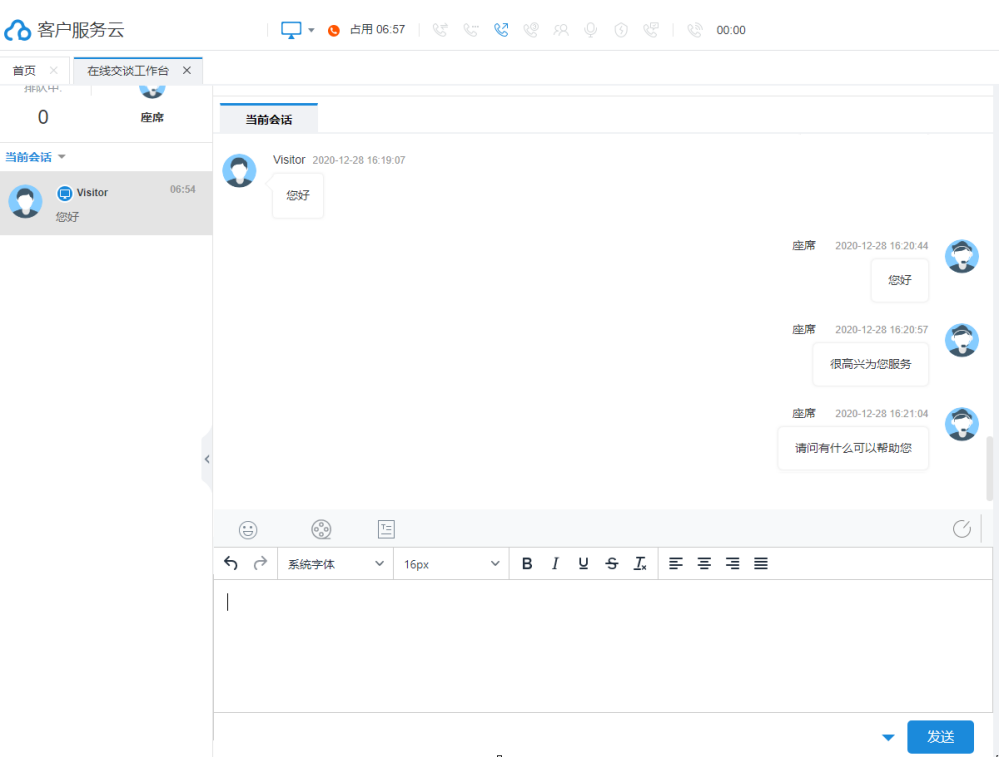 客户服务云
占用 06:57
00:00
首页
在线交谈工作台
排队中:
0
座席
当前会话
Visitor
06:54
您好
当前会话
Visitor 2020-12-28 16:19:07
您好
座席 2020-12-28 16:20:44
您好
座席 2020-12-28 16:20:57
很高兴为您服务
座席 2020-12-28 16:21:04
请问有什么可以帮助您
系统字体 16px B I U S
发送